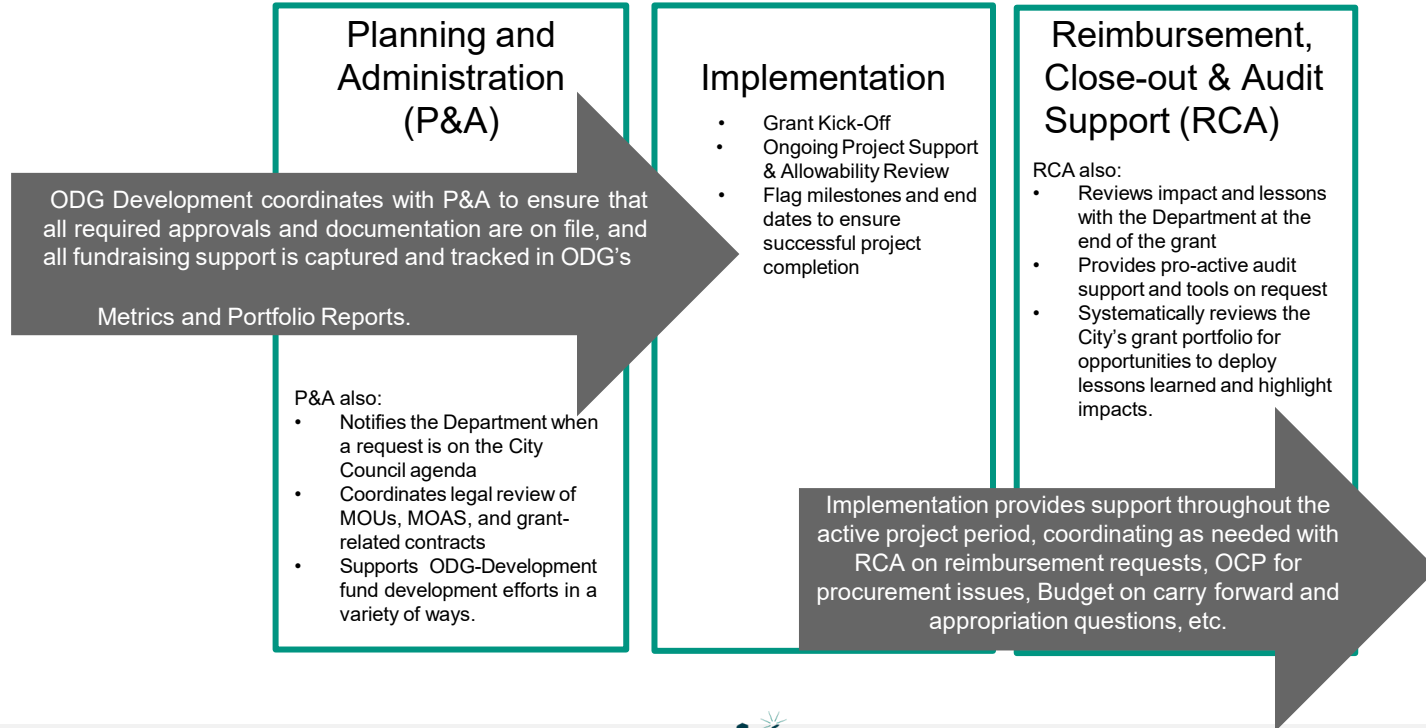 Planning and
Administration
(P&A)
ODG Development coordinates with P&A to ensure that
all required approvals and documentation are on file, and
all fundraising support is captured and tracked in ODG's
Metrics and Portfolio Reports.
P&A also:
• Notifies the Department when
a request is on the City
Council agenda
• Coordinates legal review of
MOUs, MOAS, and grant-
related contracts
• Supports ODG-Development
fund development efforts in a
variety of ways.
Implementation
• Grant Kick-Off
• Ongoing Project Support
& Allowability Review
• Flag milestones and end
dates to ensure
successful project
completion
Reimbursement,
Close-out & Audit
Support (RCA)
RCA also:
• Reviews impact and lessons
with the Department at the
end of the grant
• Provides pro-active audit
support and tools on request
• Systematically reviews the
City's grant portfolio for
opportunities to deploy
lessons learned and highlight
impacts.
Implementation provides support throughout the
active project period, coordinating as needed with
RCA on reimbursement requests, OCP for
procurement issues, Budget on carry forward and
appropriation questions, etc.